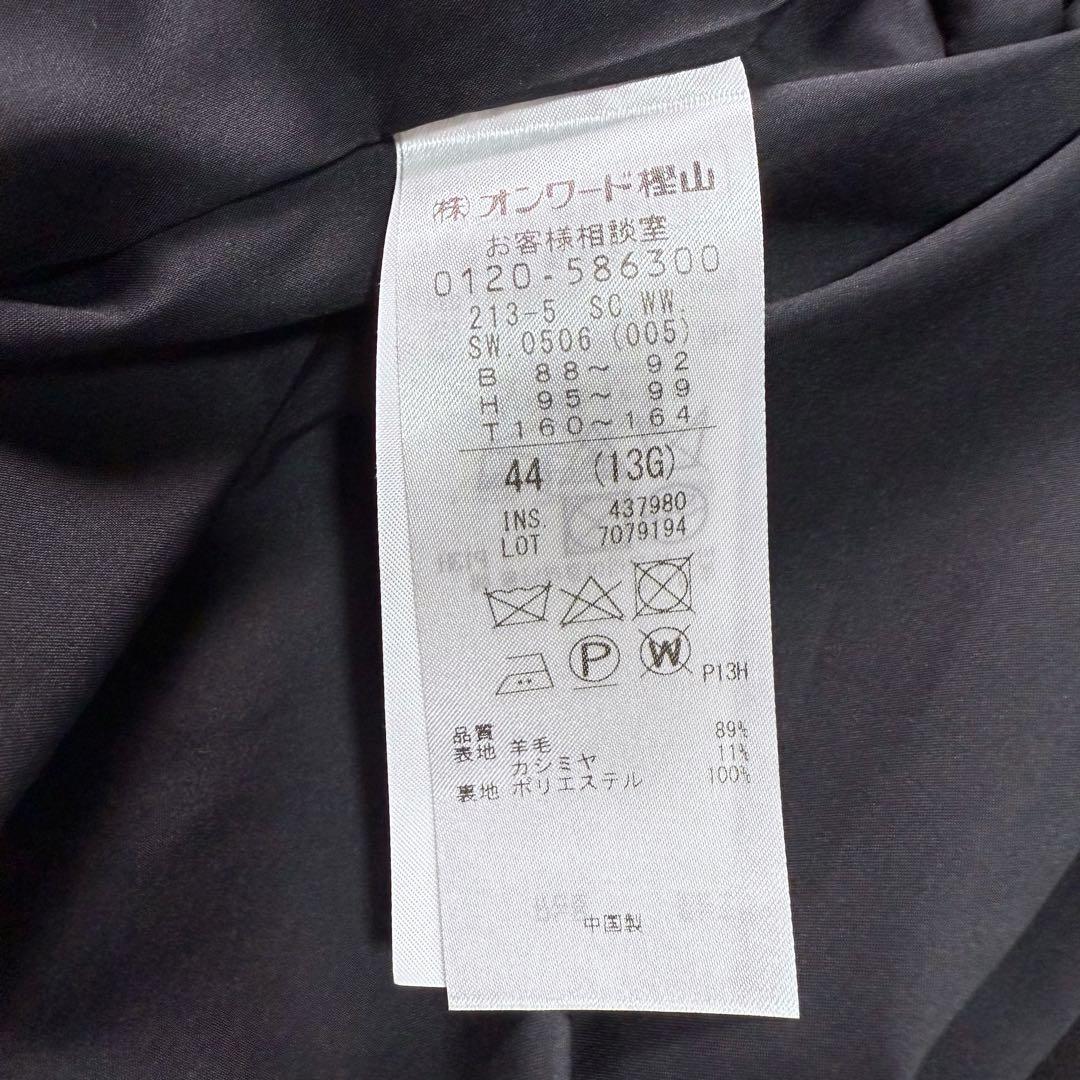 (株)オンワード樫山
お客様相談室
0120-586300
213-5 SC WW.
SW.0506 (005)
B 88~ 92
H 95~ 99
T160~164
44 (13G)
INS. 437980
LOT 7079194
P W P13H
品質
表地 羊毛 89%
カシミヤ 11%
裏地 ポリエステル 100%
中国製